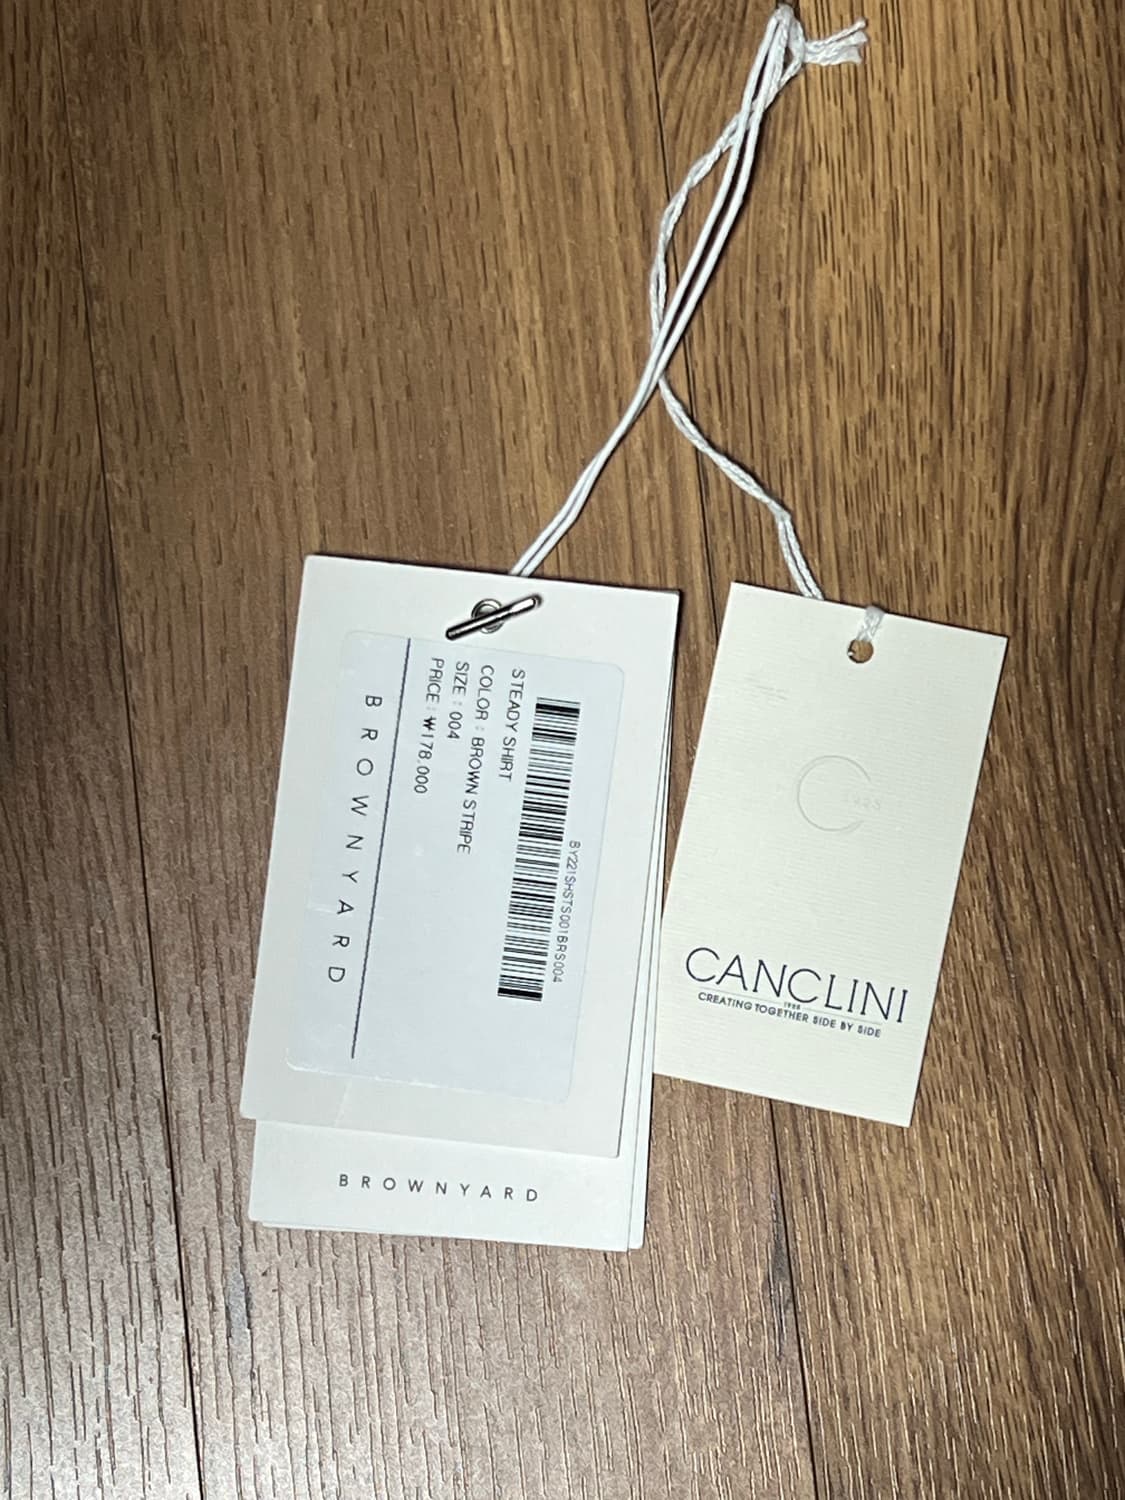 BROWNYARD
PRICE : ₩178,000
SIZE : 004
COLOR : BROWN STRIPE
STEADY SHIRT
BY221SHSTS001BRS004
BROWNYARD
CANCLINI
1925
CREATING TOGETHER SIDE BY SIDE
C
1925